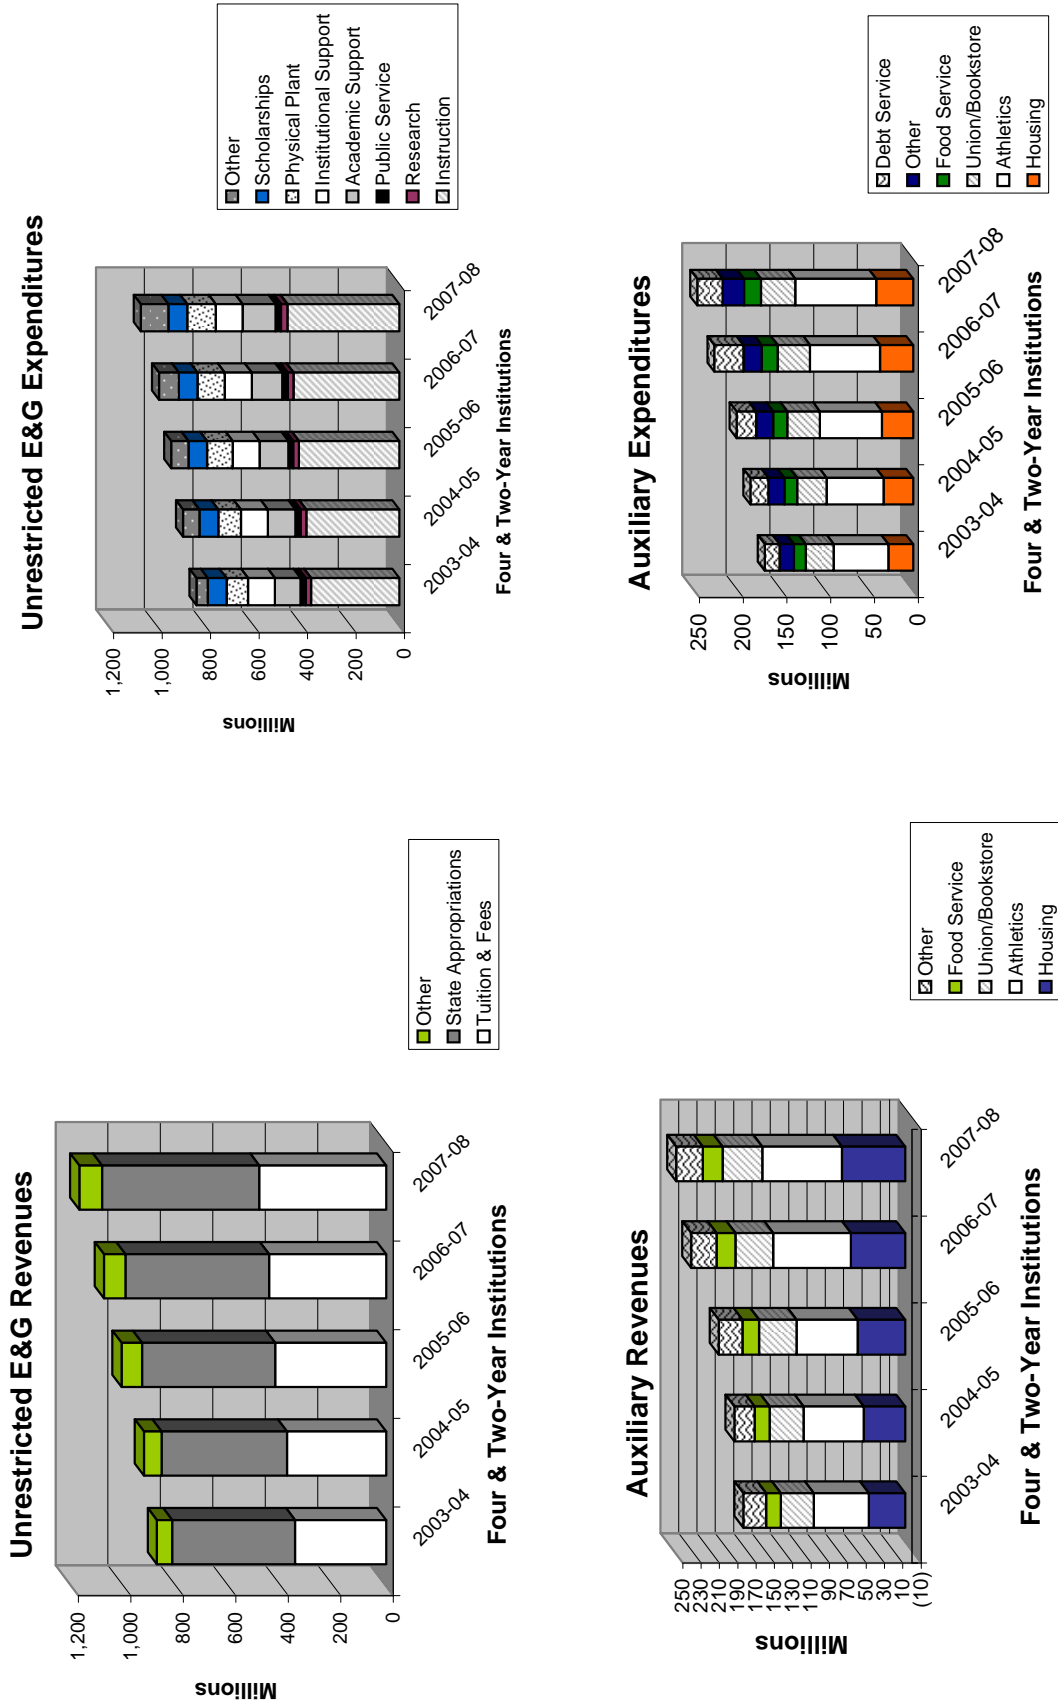 Unrestricted E&G Revenues
Millions
1,200
1,000
800
600
400
200
0
2003-04
2004-05
2005-06
2006-07
2007-08
Four & Two-Year Institutions
Other
State Appropriations
Tuition & Fees
Unrestricted E&G Expenditures
Millions
1,200
1,000
800
600
400
200
0
2003-04
2004-05
2005-06
2006-07
2007-08
Four & Two-Year Institutions
Other
Scholarships
Physical Plant
Institutional Support
Academic Support
Public Service
Research
Instruction
Auxiliary Revenues
Millions
250
230
210
190
170
150
130
110
90
70
50
30
10
(10)
2003-04
2004-05
2005-06
2006-07
2007-08
Four & Two-Year Institutions
Other
Food Service
Union/Bookstore
Athletics
Housing
Auxiliary Expenditures
Millions
250
200
150
100
50
0
2003-04
2004-05
2005-06
2006-07
2007-08
Four & Two-Year Institutions
Debt Service
Other
Food Service
Union/Bookstore
Athletics
Housing